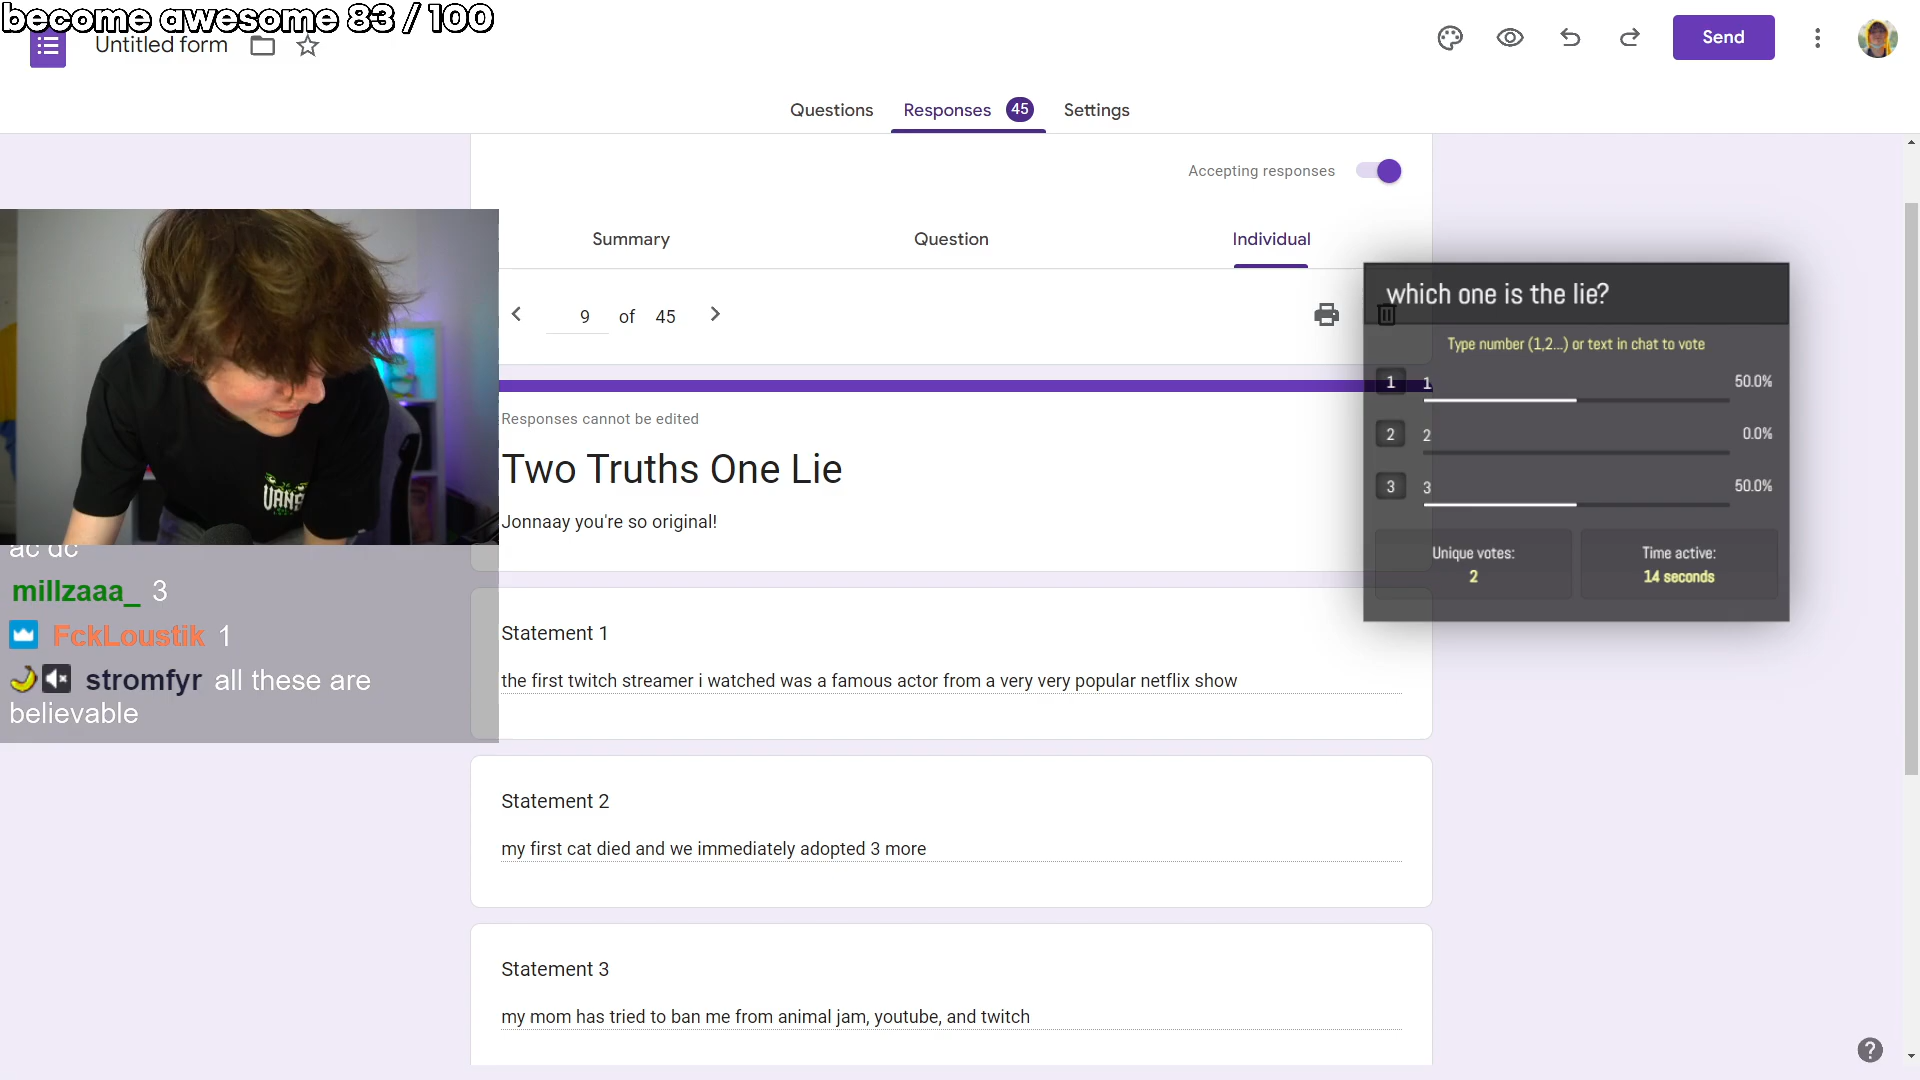 become awesome 83 / 100
Untitled form
Send
Questions
Responses 45
Settings
Accepting responses
Summary
Question
Individual
9 of 45
which one is the lie?
Type number (1,2...) or text in chat to vote
1 1 50.0%
2 2 0.0%
3 3 50.0%
Unique votes:
2
Time active:
14 seconds
Responses cannot be edited
Two Truths One Lie
Jonnaay you're so original!
VANS
ac dc
millzaaa_ 3
FckLoustik 1
stromfyr all these are
believable
Statement 1
the first twitch streamer i watched was a famous actor from a very very popular netflix show
Statement 2
my first cat died and we immediately adopted 3 more
Statement 3
my mom has tried to ban me from animal jam, youtube, and twitch